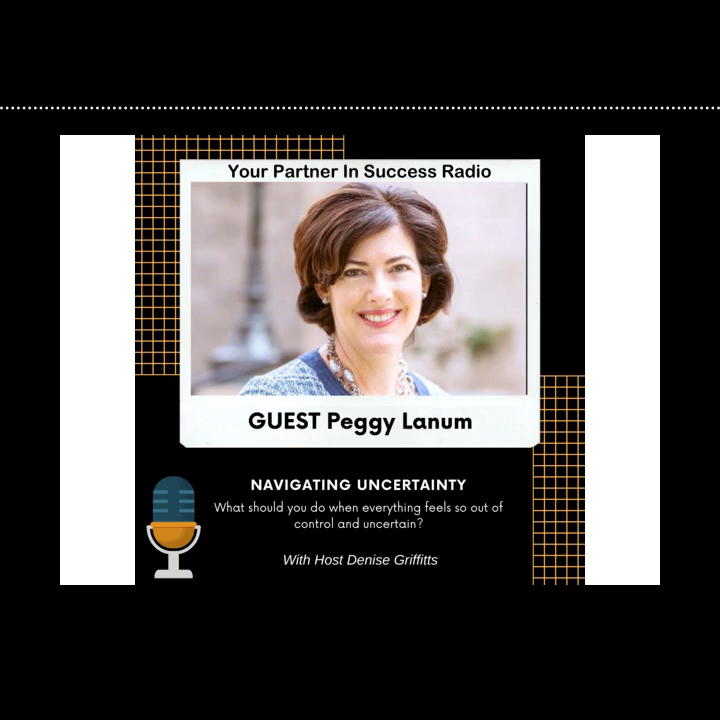 Your Partner In Success Radio
GUEST Peggy Lanum
NAVIGATING UNCERTAINTY
What should you do when everything feels so out of
control and uncertain?
With Host Denise Griffitts